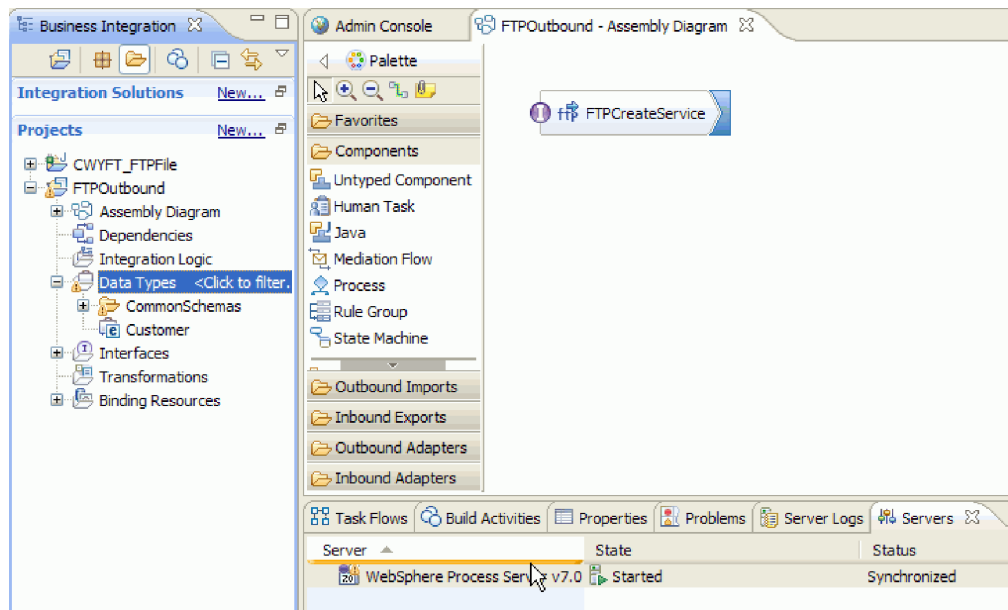 Business Integration
Integration Solutions New...
Projects New...
CWYFT_FTPFile
FTPOutbound
Assembly Diagram
Dependencies
Integration Logic
Data Types <Click to filter.
CommonSchemas
Customer
Interfaces
Transformations
Binding Resources
Admin Console
FTPOutbound - Assembly Diagram
Palette
Favorites
Components
Untyped Component
Human Task
Java
Mediation Flow
Process
Rule Group
State Machine
Outbound Imports
Inbound Exports
Outbound Adapters
Inbound Adapters
FTPCreateService
Task Flows Build Activities Properties Problems Server Logs Servers
Server State Status
WebSphere Process Server v7.0 Started Synchronized